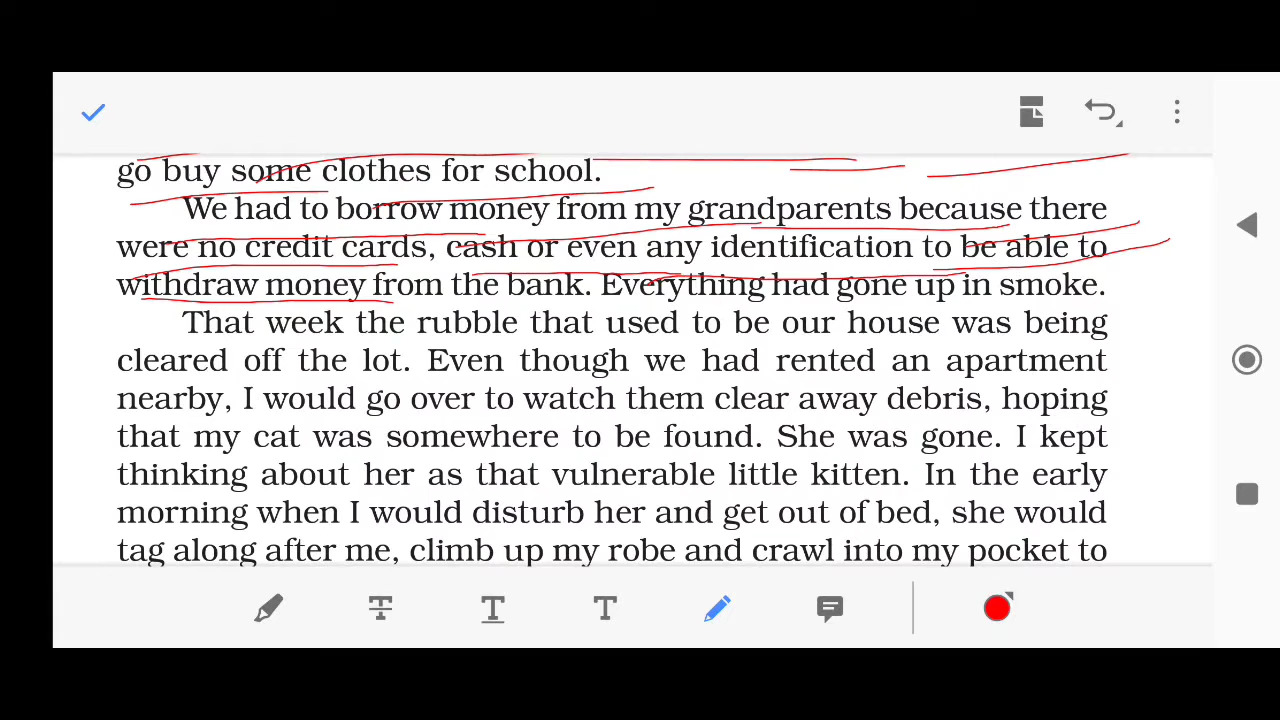 go buy some clothes for school.
We had to borrow money from my grandparents because there
were no credit cards, cash or even any identification to be able to
withdraw money from the bank. Everything had gone up in smoke.
That week the rubble that used to be our house was being
cleared off the lot. Even though we had rented an apartment
nearby, I would go over to watch them clear away debris, hoping
that my cat was somewhere to be found. She was gone. I kept
thinking about her as that vulnerable little kitten. In the early
morning when I would disturb her and get out of bed, she would
tag along after me, climb up my robe and crawl into my pocket to